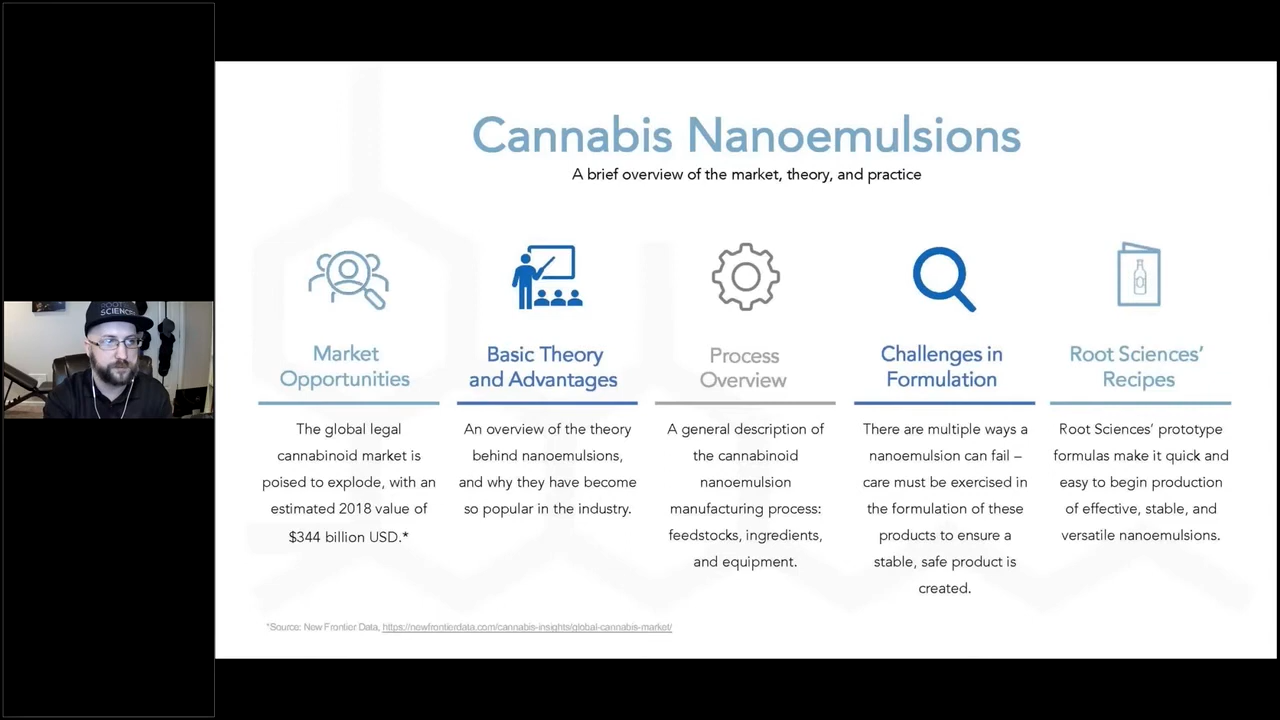 Cannabis Nanoemulsions
A brief overview of the market, theory, and practice
Market
Opportunities
The global legal
cannabinoid market is
poised to explode, with an
estimated 2018 value of
$344 billion USD.*
Basic Theory
and Advantages
An overview of the theory
behind nanoemulsions,
and why they have become
so popular in the industry.
Process
Overview
A general description of
the cannabinoid
nanoemulsion
manufacturing process:
feedstocks, ingredients,
and equipment.
Challenges in
Formulation
There are multiple ways a
nanoemulsion can fail –
care must be exercised in
the formulation of these
products to ensure a
stable, safe product is
created.
Root Sciences’
Recipes
Root Sciences’ prototype
formulas make it quick and
easy to begin production
of effective, stable, and
versatile nanoemulsions.
*Source: New Frontier Data, https://newfrontierdata.com/cannabis-insights/global-cannabis-market/